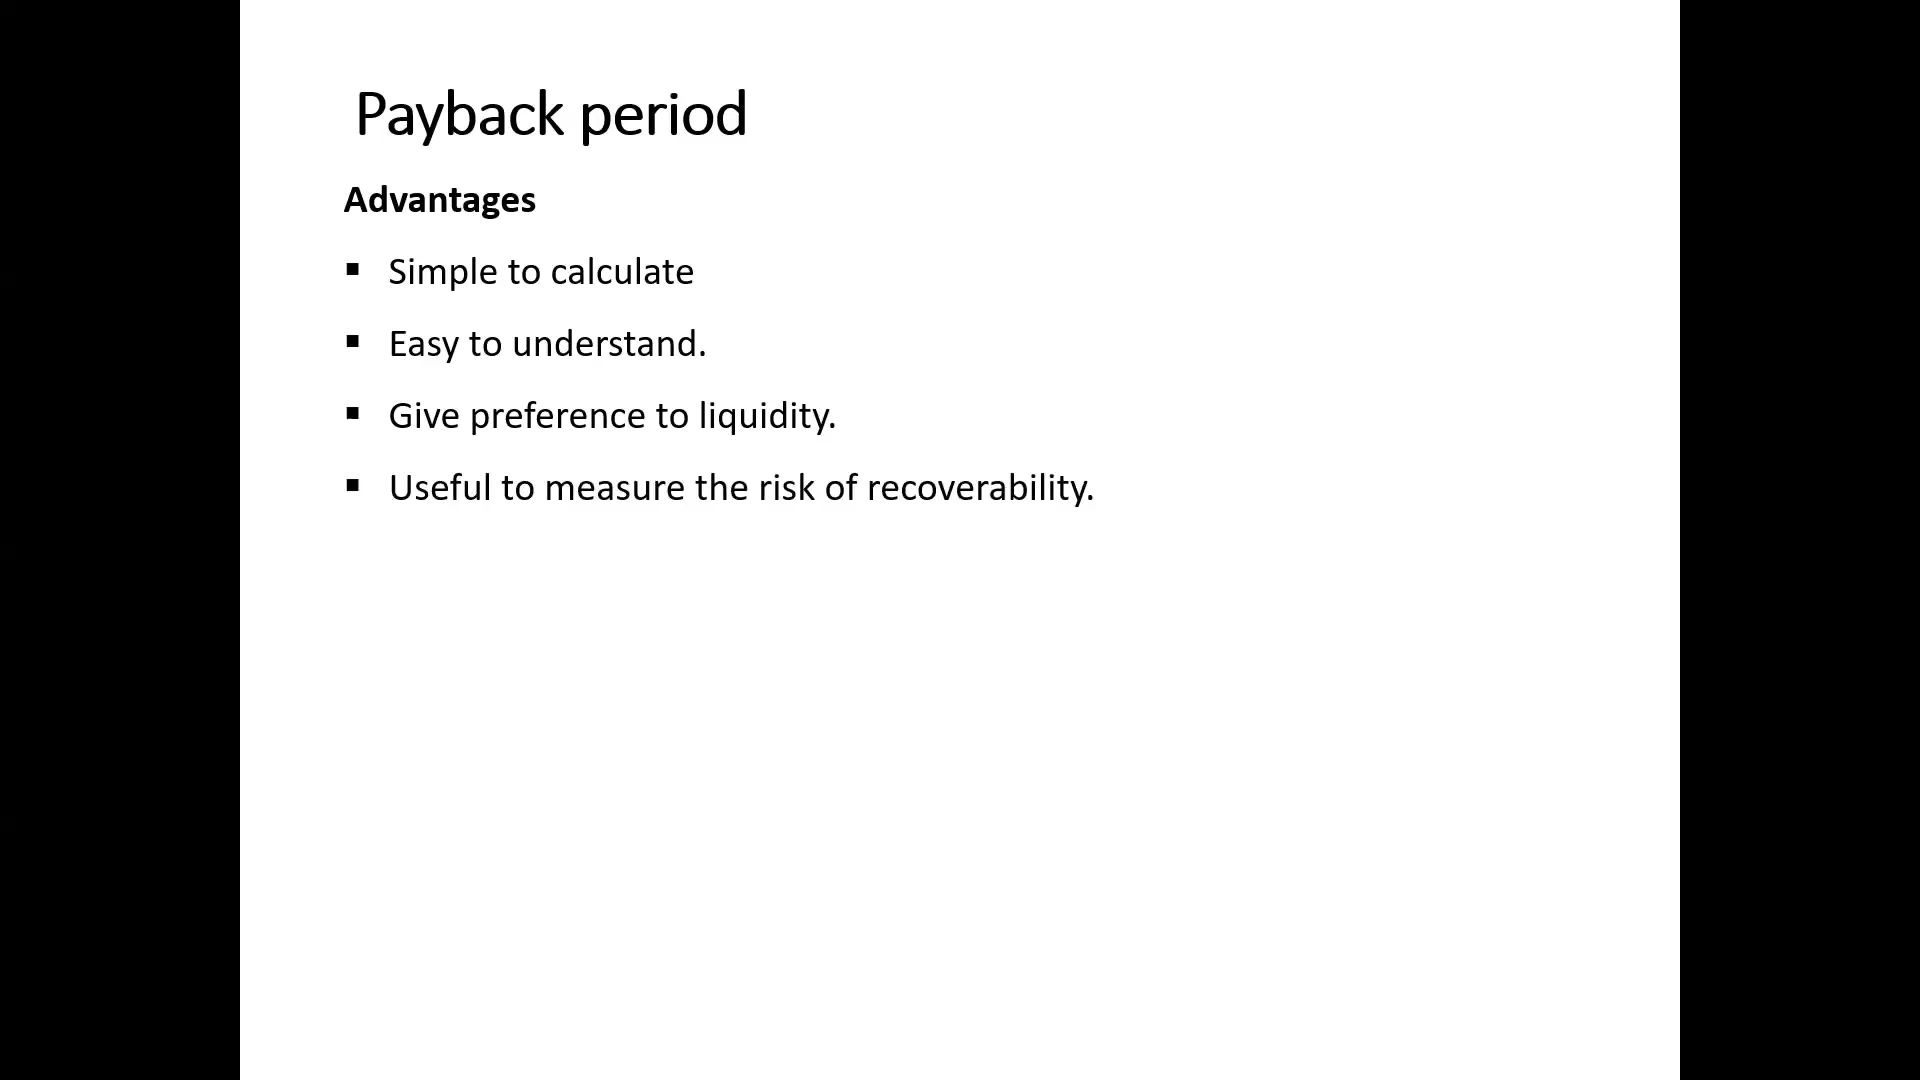 Payback period
Advantages
▪ Simple to calculate
▪ Easy to understand.
▪ Give preference to liquidity.
▪ Useful to measure the risk of recoverability.